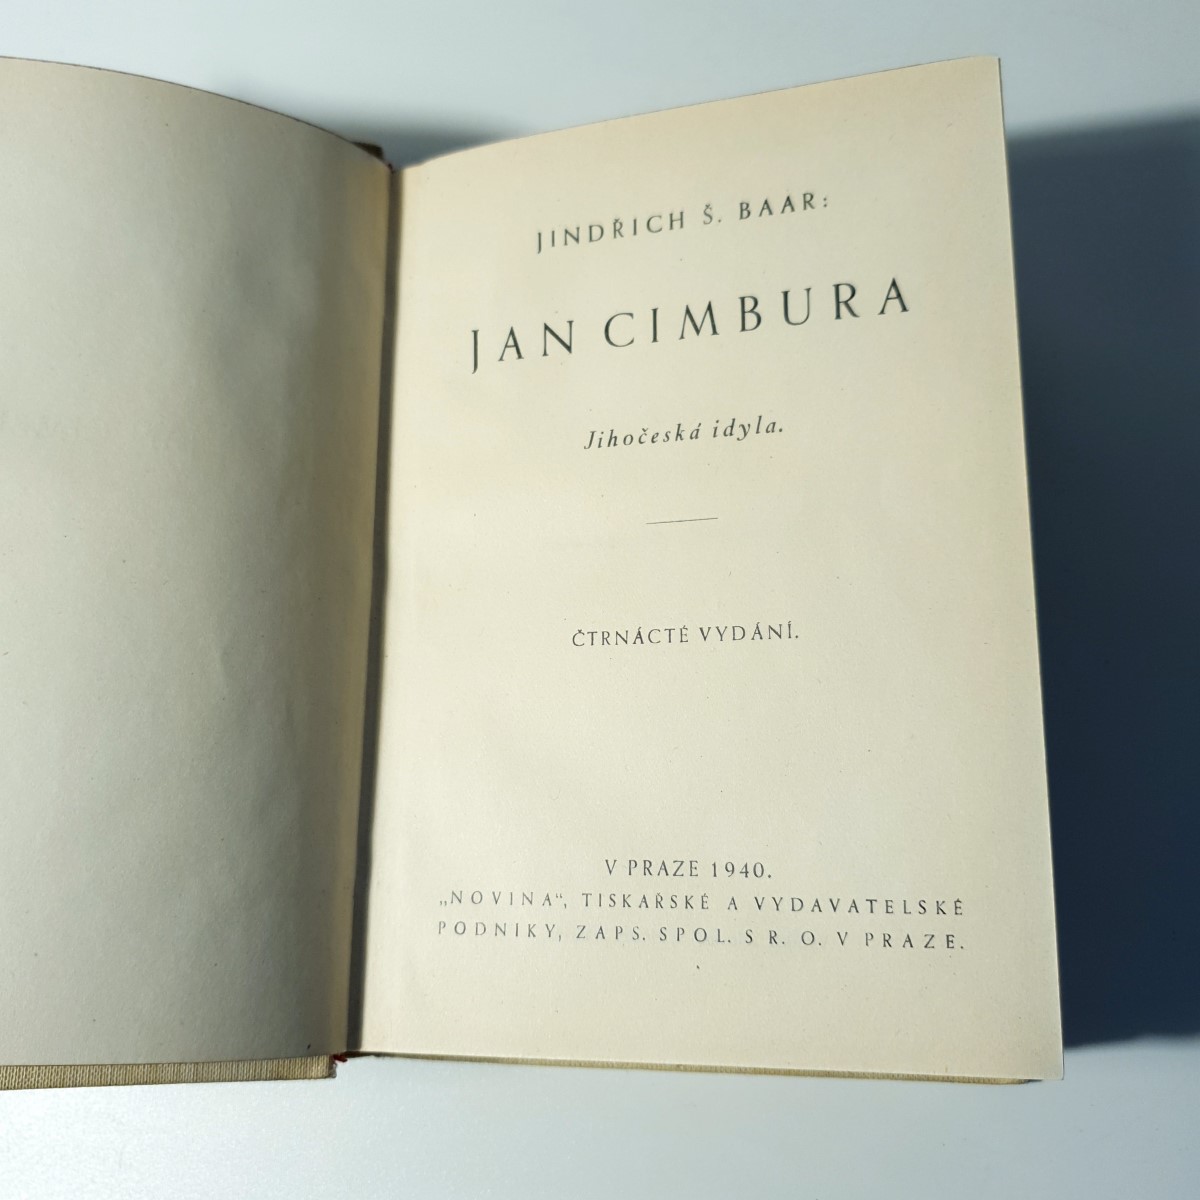 JINDŘICH Š. BAAR:
JAN CIMBURA
Jihočeská idyla.
ČTRNÁCTÉ VYDÁNÍ.
V PRAZE 1940.
„NOVINA“, TISKAŘSKÉ A VYDAVATELSKÉ
PODNIKY, ZAPS. SPOL. S R. O. V PRAZE.